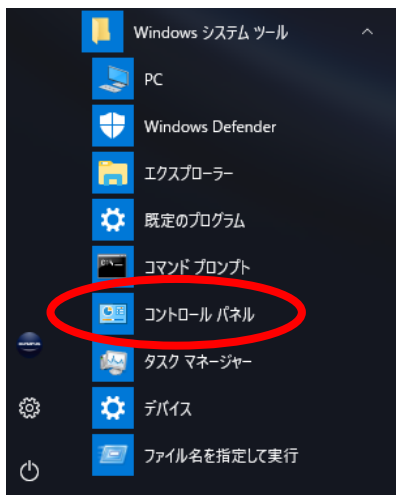 Windows システム ツール
PC
Windows Defender
エクスプローラー
既定のプログラム
コマンド プロンプト
コントロール パネル
タスク マネージャー
デバイス
ファイル名を指定して実行